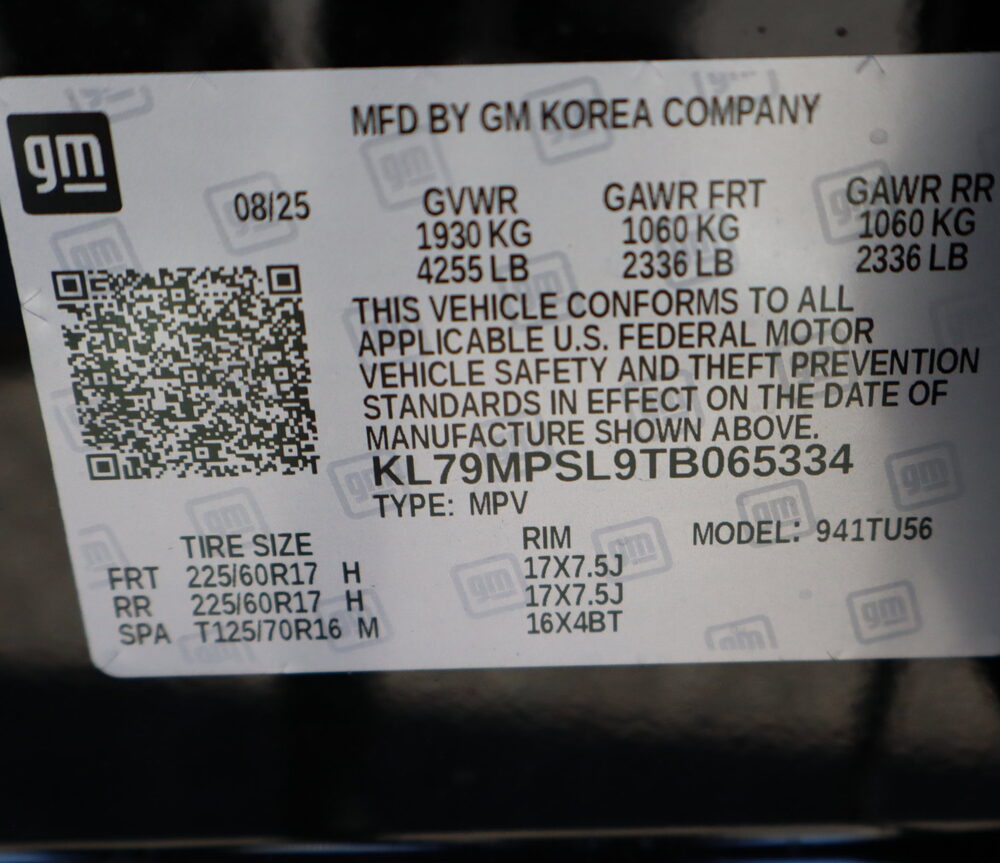 gm
MFD BY GM KOREA COMPANY
08/25
GVWR GAWR FRT GAWR RR
1930 KG 1060 KG 1060 KG
4255 LB 2336 LB 2336 LB
THIS VEHICLE CONFORMS TO ALL
APPLICABLE U.S. FEDERAL MOTOR
VEHICLE SAFETY AND THEFT PREVENTION
STANDARDS IN EFFECT ON THE DATE OF
MANUFACTURE SHOWN ABOVE.
KL79MPSL9TB065334
TYPE: MPV
MODEL: 941TU56
TIRE SIZE RIM
FRT 225/60R17 H 17X7.5J
RR 225/60R17 H 17X7.5J
SPA T125/70R16 M 16X4BT